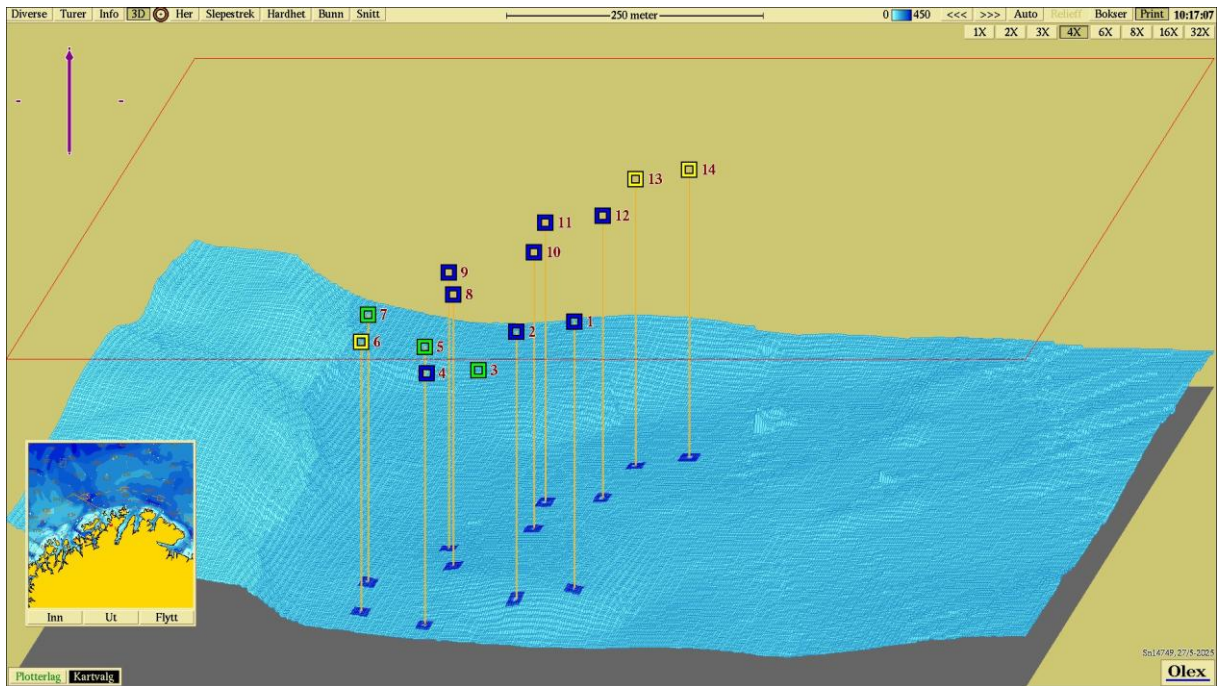 Diverse Turer Info 3D Her Slepestrek Hardhet Bunn Snitt 250 meter 0 450 <<< >>> Auto Relieff Bokser Print 10:17:07
1X 2X 3X 4X 6X 8X 16X 32X
14
13
12
11
10
9
8
7
1
2
6
5
3
4
Inn Ut Flytt
Sn14749, 27/5-2025
Plotterlag Kartvalg Olex